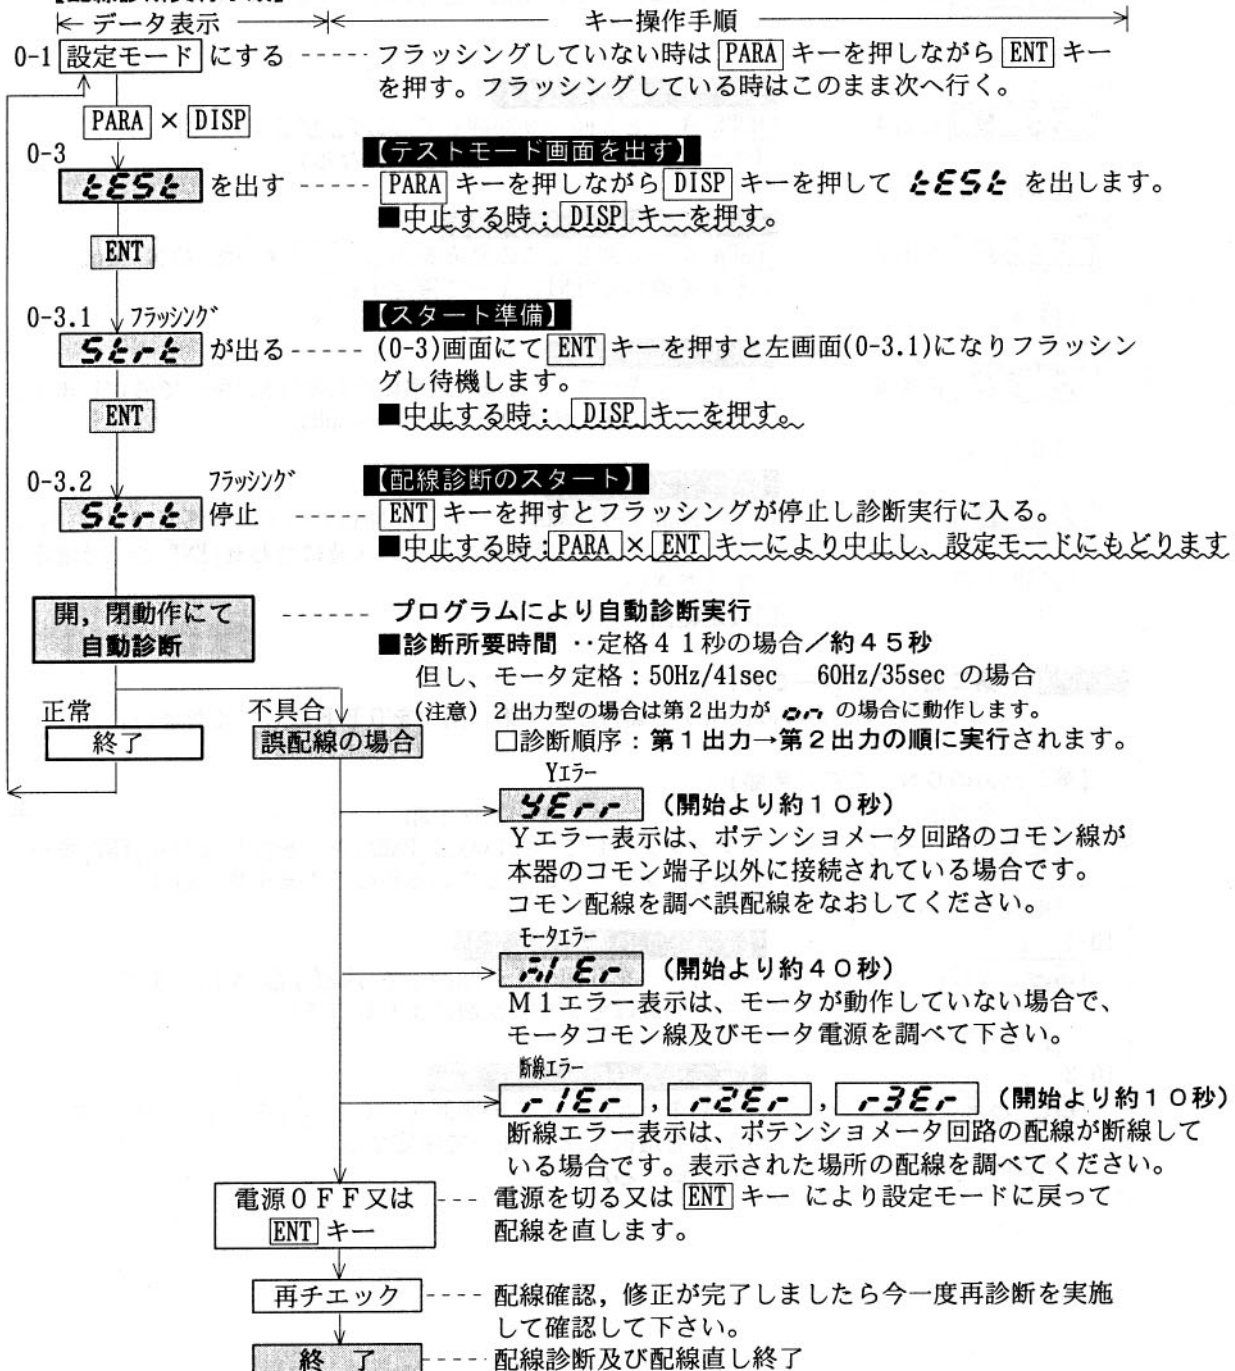 データ表示
キー操作手順
0-1 設定モード にする ----- フラッシングしていない時は PARA キーを押しながら ENT キー
を押す。フラッシングしている時はこのまま次へ行く。
PARA × DISP
0-3
【テストモード画面を出す】
tESt を出す ----- PARA キーを押しながら DISP キーを押して tESt を出します。
■中止する時: DISP キーを押す。
ENT
0-3.1 フラッシング
【スタート準備】
Strt が出る ----- (0-3)画面にて ENT キーを押すと左画面(0-3.1)になりフラッシン
グし待機します。
■中止する時: DISP キーを押す。
ENT
0-3.2 フラッシング
【配線診断のスタート】
Strt 停止 ----- ENT キーを押すとフラッシングが停止し診断実行に入る。
■中止する時:PARA × ENT キーにより中止し、設定モードにもどります
開, 閉動作にて
自動診断
----- プログラムにより自動診断実行
■診断所要時間 ‥定格41秒の場合/約45秒
但し、モータ定格:50Hz/41sec 60Hz/35sec の場合
正常
不具合
(注意) 2出力型の場合は第2出力が on の場合に動作します。
終了
誤配線の場合
□診断順序:第1出力→第2出力の順に実行されます。
Yエラー
YErr (開始より約10秒)
Yエラー表示は、ポテンショメータ回路のコモン線が
本器のコモン端子以外に接続されている場合です。
コモン配線を調べ誤配線をなおしてください。
モータエラー
M1Er (開始より約40秒)
M1エラー表示は、モータが動作していない場合で、
モータコモン線及びモータ電源を調べて下さい。
断線エラー
r1Er , r2Er , r3Er (開始より約10秒)
断線エラー表示は、ポテンショメータ回路の配線が断線して
いる場合です。表示された場所の配線を調べてください。
電源OFF又は
ENT キー
--- 電源を切る又は ENT キー により設定モードに戻って
配線を直します。
再チェック ---- 配線確認, 修正が完了しましたら今一度再診断を実施
して確認して下さい。
終 了 ---- 配線診断及び配線直し終了